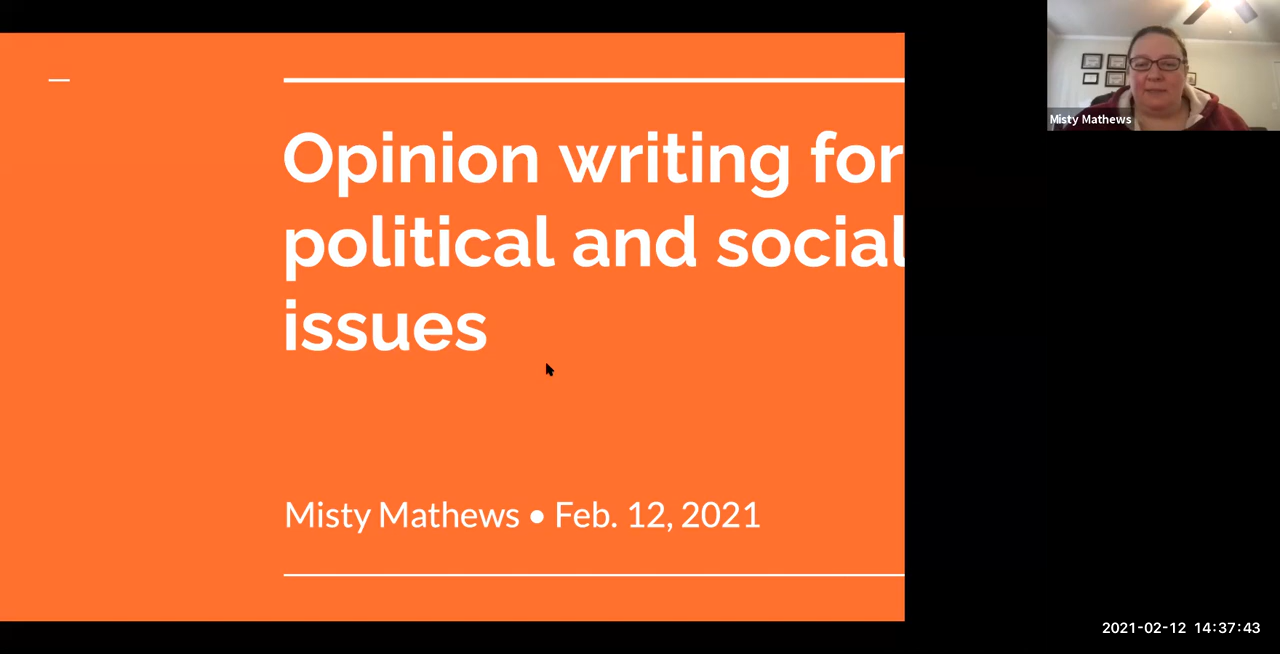 Opinion writing for
political and social
issues
Misty Mathews • Feb. 12, 2021
Misty Mathews
2021-02-12 14:37:43